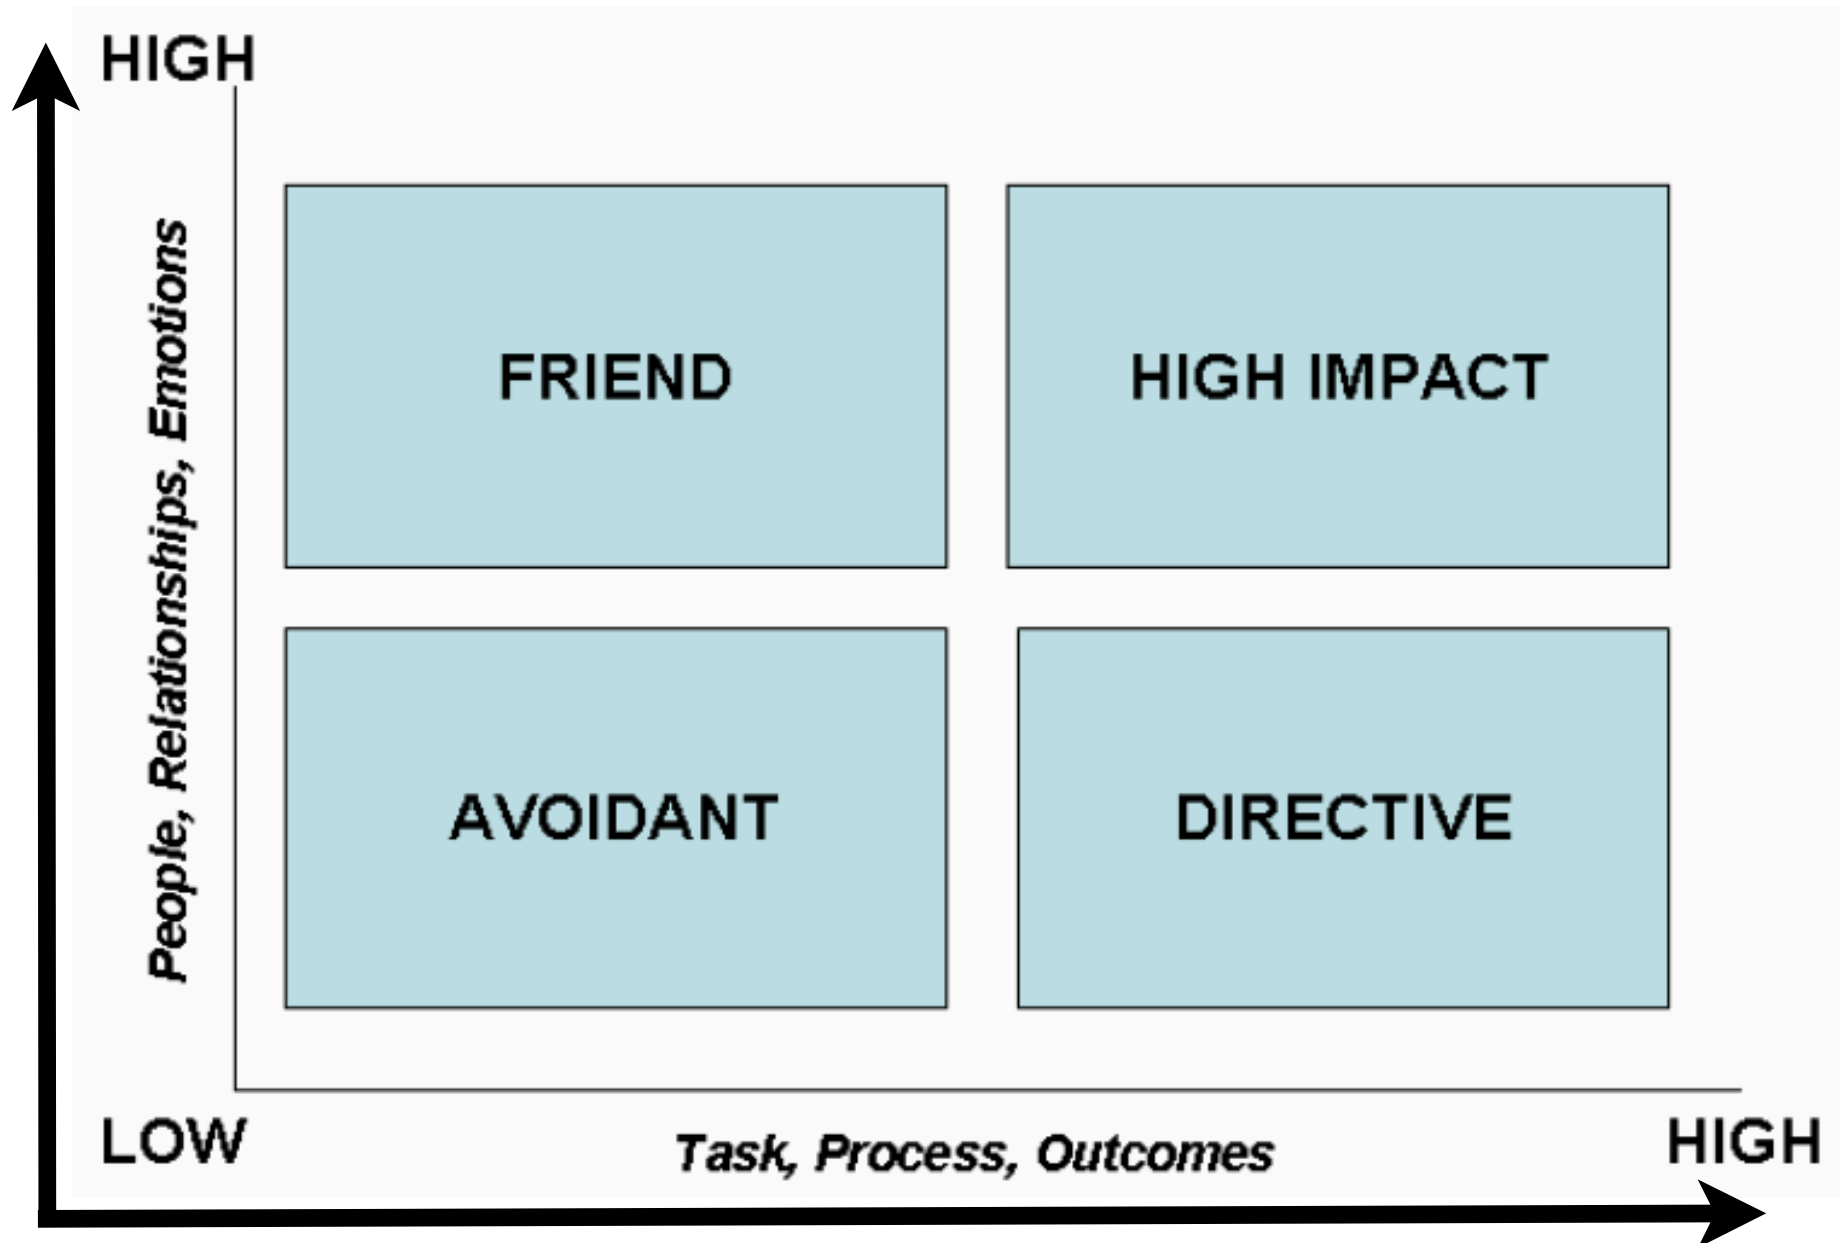 HIGH
People, Relationships, Emotions
FRIEND
HIGH IMPACT
AVOIDANT
DIRECTIVE
LOW
Task, Process, Outcomes
HIGH